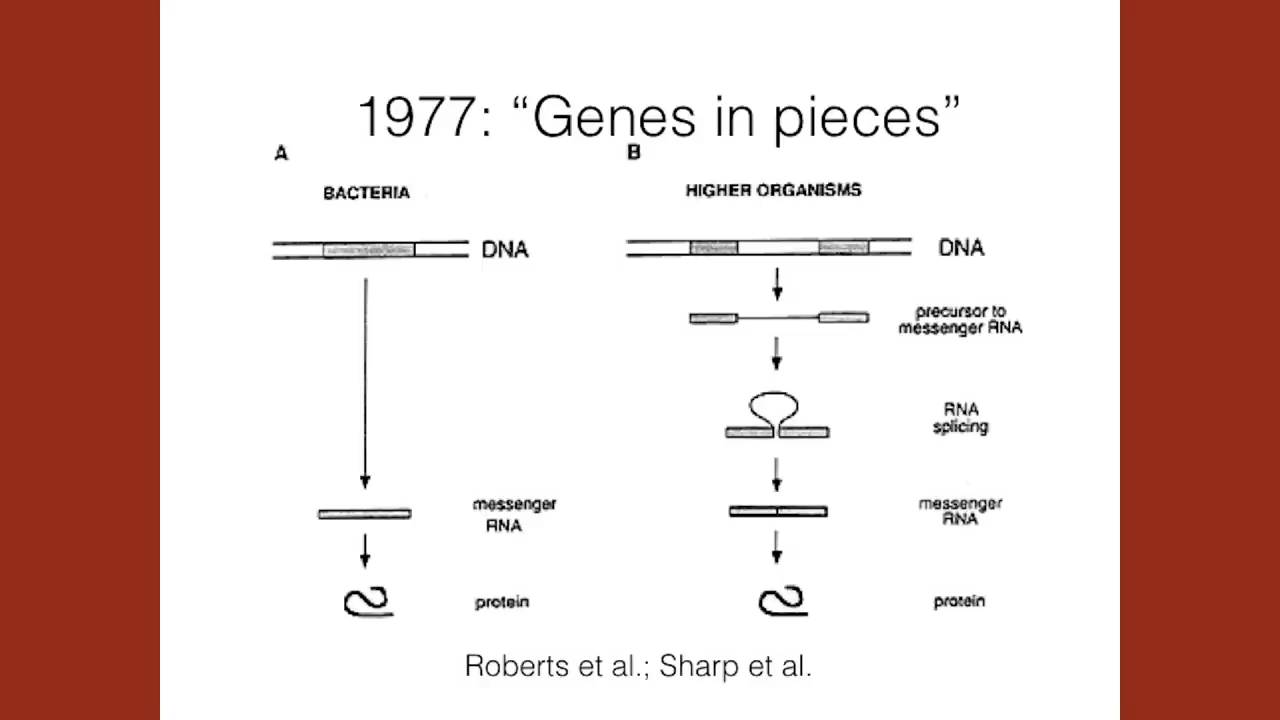 1977: “Genes in pieces”
A
BACTERIA
DNA
messenger
RNA
protein
B
HIGHER ORGANISMS
DNA
precursor to
messenger RNA
RNA
splicing
messenger
RNA
protein
Roberts et al.; Sharp et al.